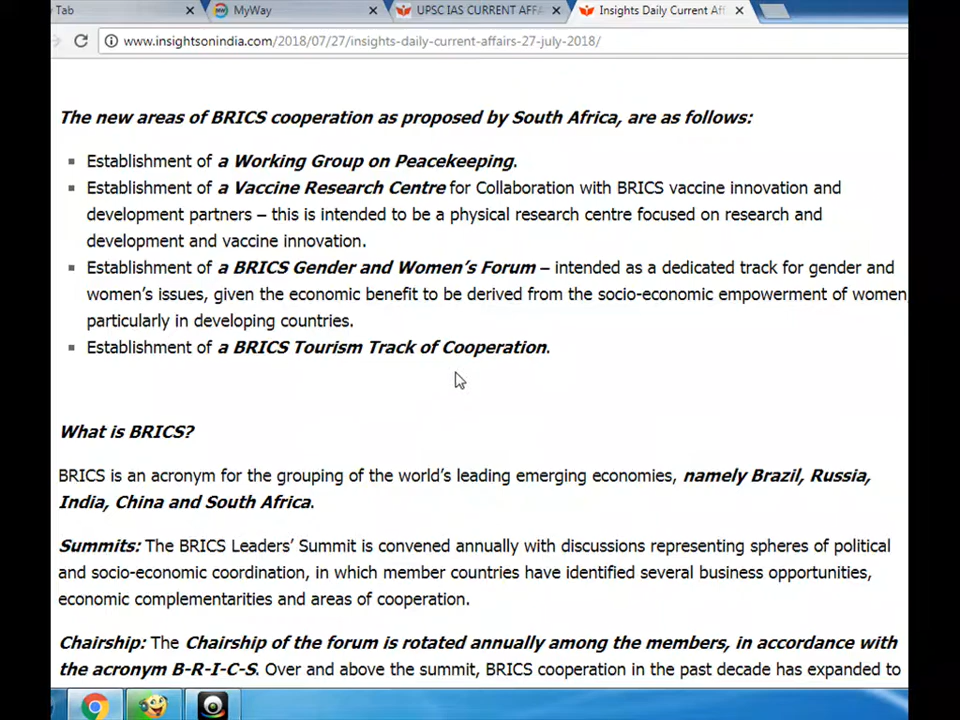 Tab
MyWay
UPSC IAS CURRENT AFFA
Insights Daily Current Aff
www.insightsonindia.com/2018/07/27/insights-daily-current-affairs-27-july-2018/
The new areas of BRICS cooperation as proposed by South Africa, are as follows:
Establishment of a Working Group on Peacekeeping.
Establishment of a Vaccine Research Centre for Collaboration with BRICS vaccine innovation and
development partners – this is intended to be a physical research centre focused on research and
development and vaccine innovation.
Establishment of a BRICS Gender and Women's Forum – intended as a dedicated track for gender and
women's issues, given the economic benefit to be derived from the socio-economic empowerment of women,
particularly in developing countries.
Establishment of a BRICS Tourism Track of Cooperation.
What is BRICS?
BRICS is an acronym for the grouping of the world's leading emerging economies, namely Brazil, Russia,
India, China and South Africa.
Summits: The BRICS Leaders' Summit is convened annually with discussions representing spheres of political
and socio-economic coordination, in which member countries have identified several business opportunities,
economic complementarities and areas of cooperation.
Chairship: The Chairship of the forum is rotated annually among the members, in accordance with
the acronym B-R-I-C-S. Over and above the summit, BRICS cooperation in the past decade has expanded to